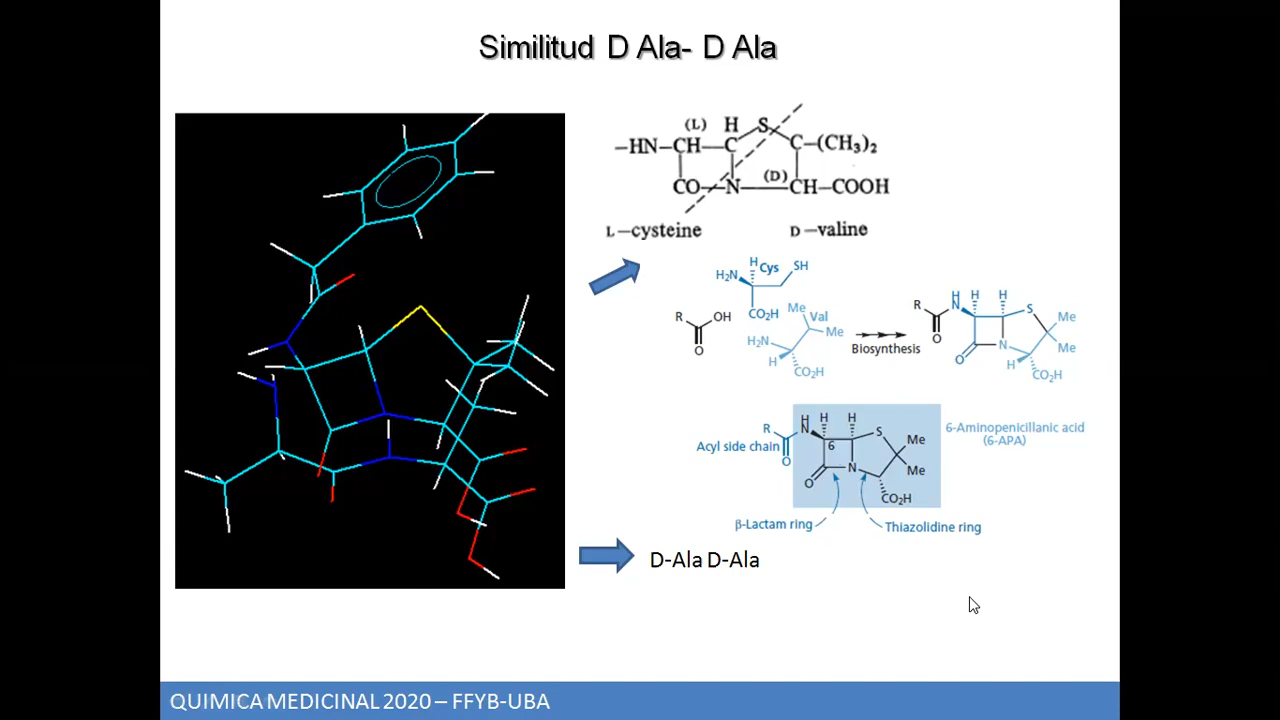 Similitud D Ala- D Ala
(L) H S
–HN–CH–C C–(CH₃)₂
(D)
CO–N CH–COOH
L–cysteine D–valine
H Cys SH
H₂N
CO₂H
R OH
O
Me Val
Me
H₂N
H
CO₂H
Biosynthesis
R H N H H S Me
O
O N Me
H CO₂H
R H N H H S Me
Acyl side chain
O
6
N Me
O
CO₂H
6-Aminopenicillanic acid
(6-APA)
β-Lactam ring
Thiazolidine ring
D-Ala D-Ala
QUIMICA MEDICINAL 2020 – FFYB-UBA